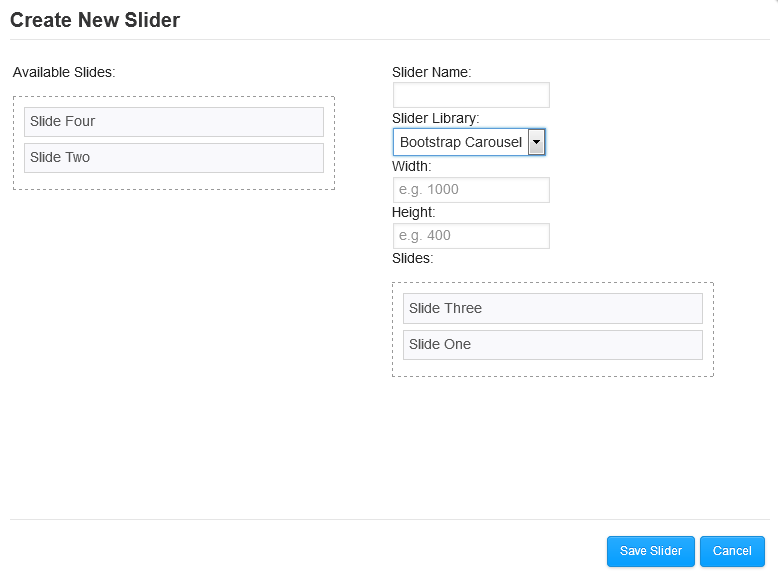 Create New Slider
Available Slides:
Slide Four
Slide Two
Slider Name:
Slider Library:
Bootstrap Carousel
Width:
e.g. 1000
Height:
e.g. 400
Slides:
Slide Three
Slide One
Save Slider
Cancel